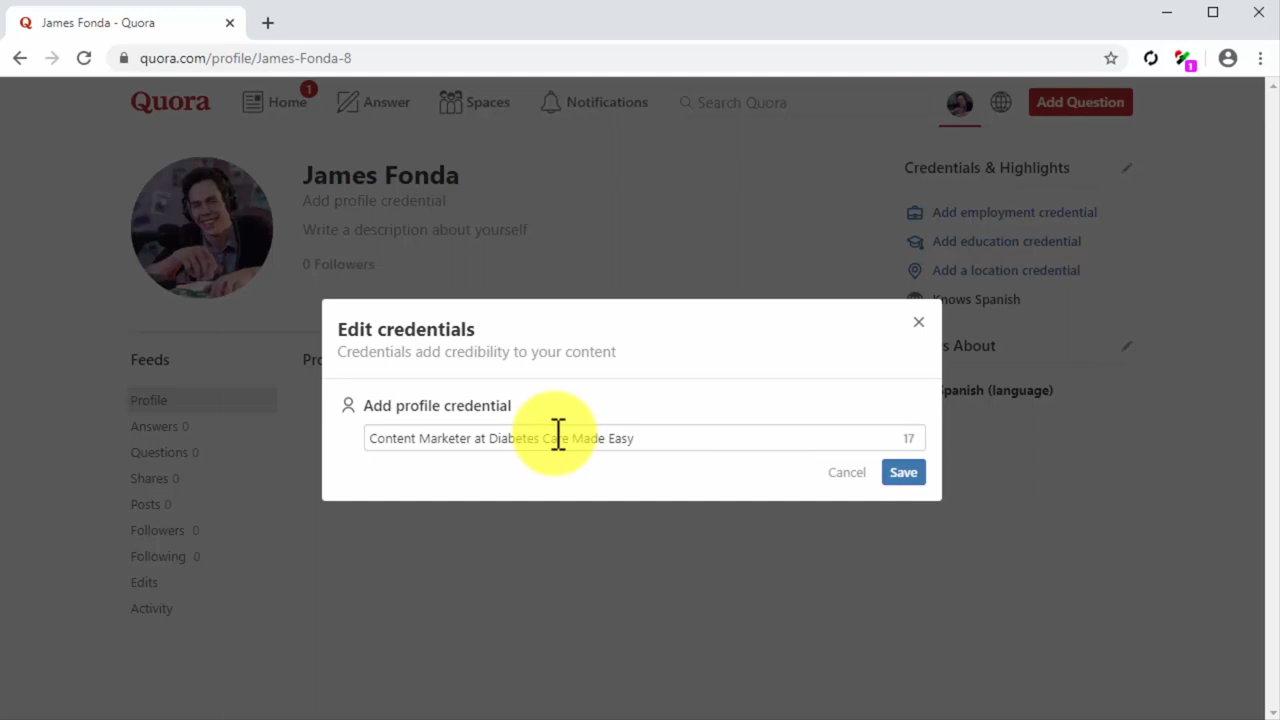 James Fonda - Quora
quora.com/profile/James-Fonda-8
1
Quora
Home
1
Answer
Spaces
Notifications
Search Quora
Add Question
James Fonda
Add profile credential
Write a description about yourself
0 Followers
Credentials & Highlights
Add employment credential
Add education credential
Add a location credential
Knows Spanish
s About
Spanish (language)
Feeds
Pro
Profile
Answers 0
Questions 0
Shares 0
Posts 0
Followers 0
Following 0
Edits
Activity
Edit credentials
Credentials add credibility to your content
Add profile credential
Content Marketer at Diabetes Care Made Easy
17
Cancel
Save